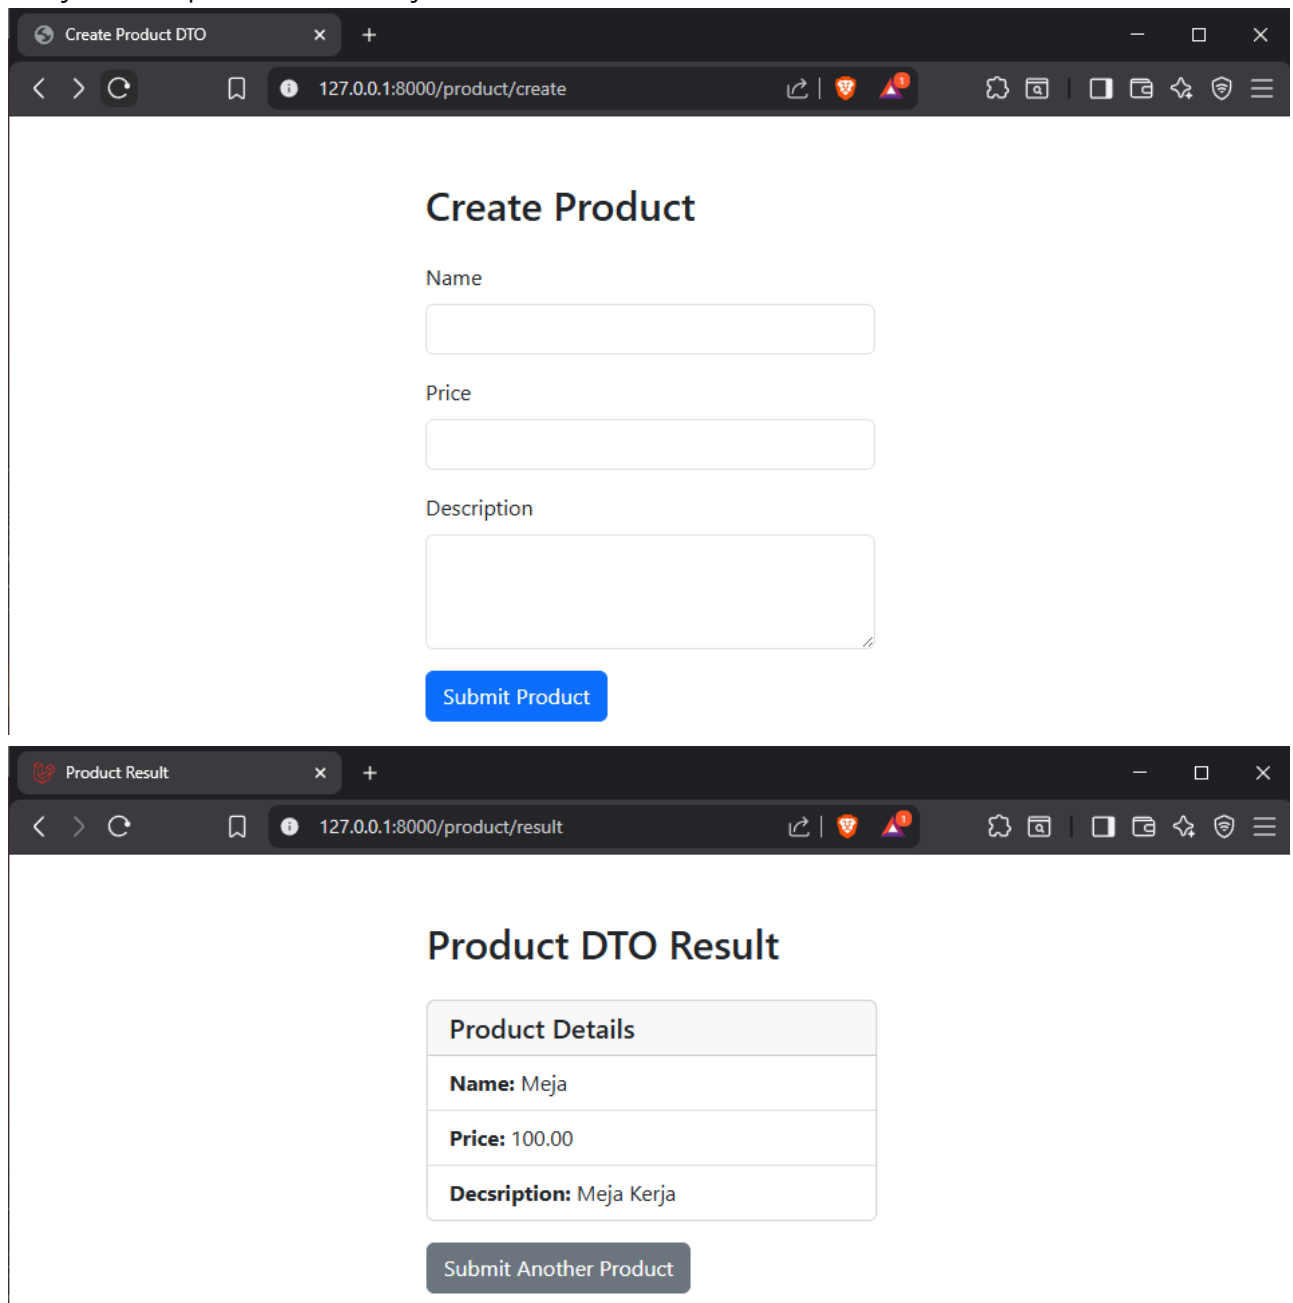 Create Product DTO
127.0.0.1:8000/product/create
1
Create Product
Name
Price
Description
Submit Product
Product Result
127.0.0.1:8000/product/result
1
Product DTO Result
Product Details
Name: Meja
Price: 100.00
Decsription: Meja Kerja
Submit Another Product